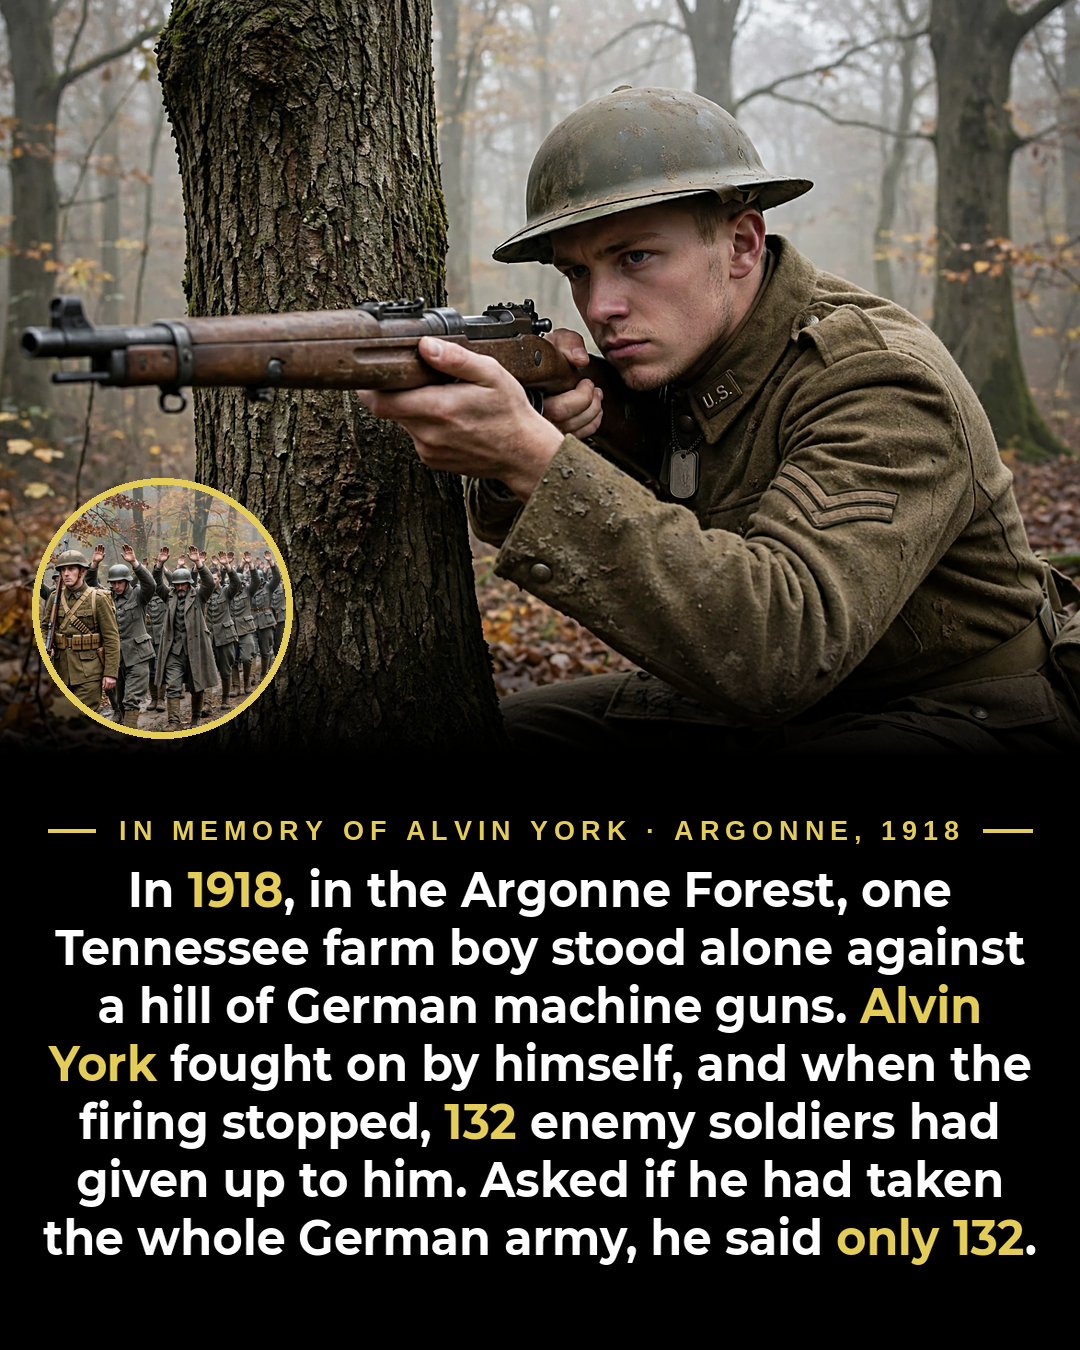 U.S.
IN MEMORY OF ALVIN YORK · ARGONNE, 1918
In 1918, in the Argonne Forest, one
Tennessee farm boy stood alone against
a hill of German machine guns. Alvin
York fought on by himself, and when the
firing stopped, 132 enemy soldiers had
given up to him. Asked if he had taken
the whole German army, he said only 132.